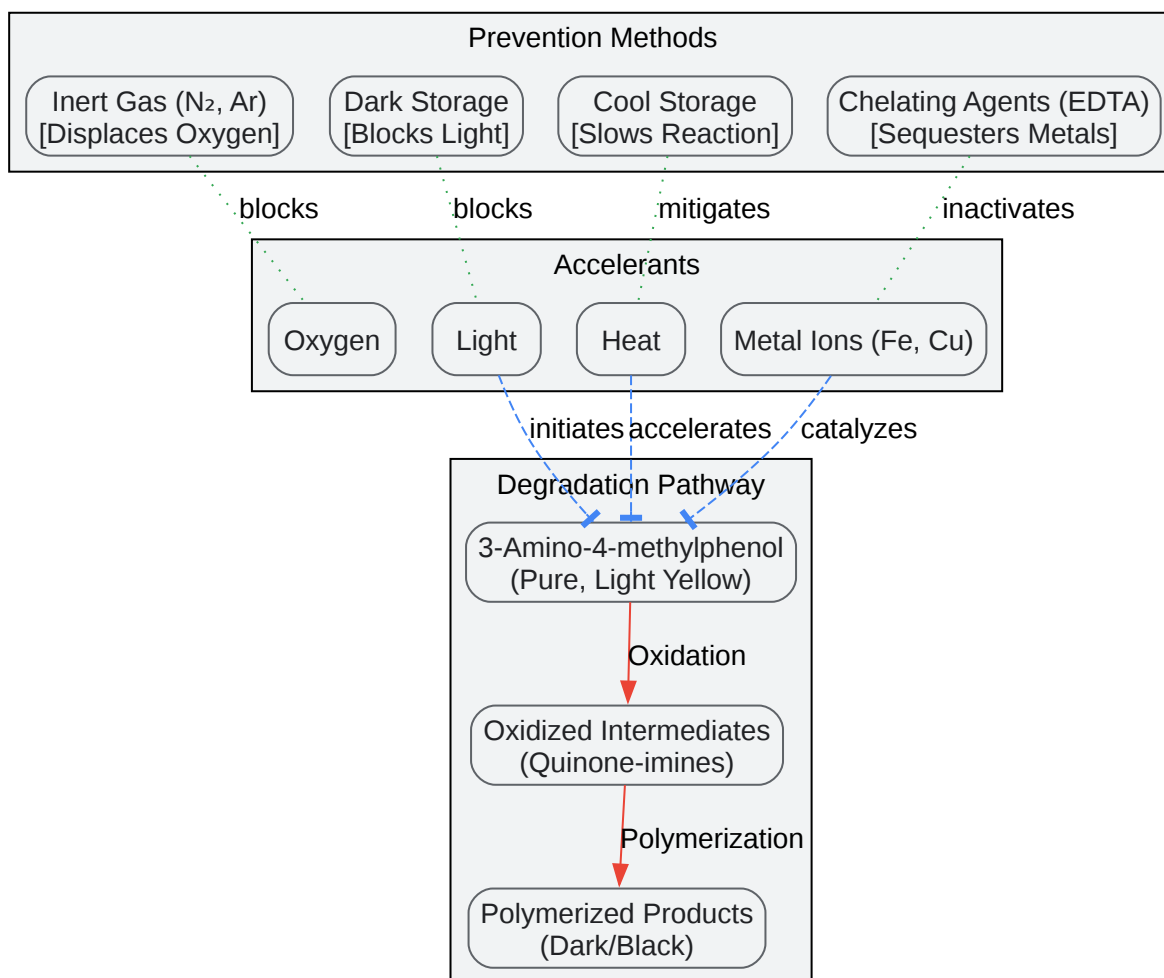 Prevention Methods
Inert Gas (N₂, Ar)
[Displaces Oxygen]
Dark Storage
[Blocks Light]
Cool Storage
[Slows Reaction]
Chelating Agents (EDTA)
[Sequesters Metals]
blocks
blocks
mitigates
inactivates
Accelerants
Oxygen
Light
Heat
Metal Ions (Fe, Cu)
initiates
accelerates
catalyzes
Degradation Pathway
3-Amino-4-methylphenol
(Pure, Light Yellow)
Oxidation
Oxidized Intermediates
(Quinone-imines)
Polymerization
Polymerized Products
(Dark/Black)